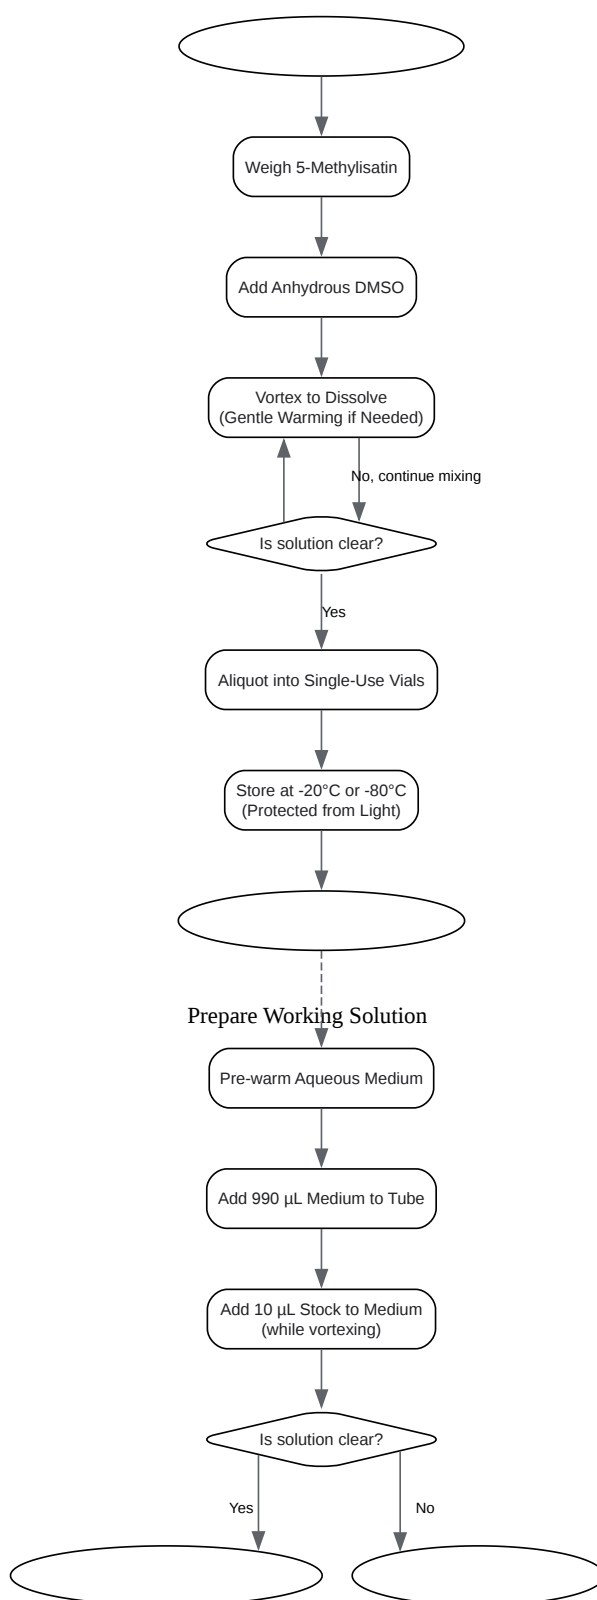 Weigh 5-Methylisatin
Add Anhydrous DMSO
Vortex to Dissolve
(Gentle Warming if Needed)
No, continue mixing
Is solution clear?
Yes
Aliquot into Single-Use Vials
Store at -20°C or -80°C
(Protected from Light)
Prepare Working Solution
Pre-warm Aqueous Medium
Add 990 µL Medium to Tube
Add 10 µL Stock to Medium
(while vortexing)
Is solution clear?
Yes
No